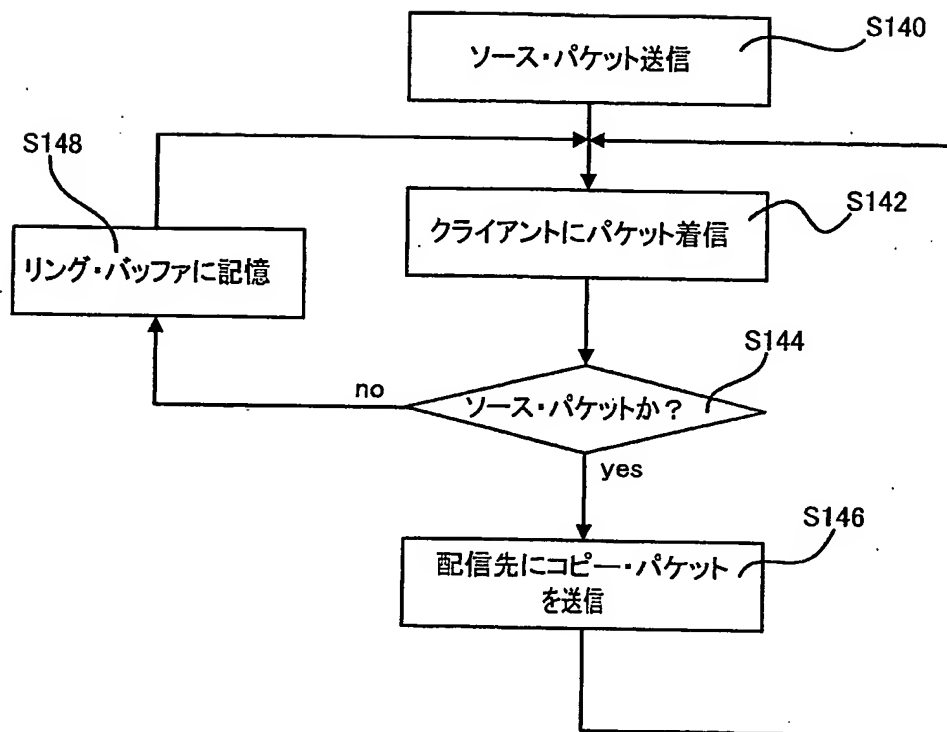 S140
ソース・パケット送信
S148
S142
クライアントにパケット着信
リング・バッファに記憶
S144
no
ソース・パケットか？
yes
S146
配信先にコピー・パケット
を送信